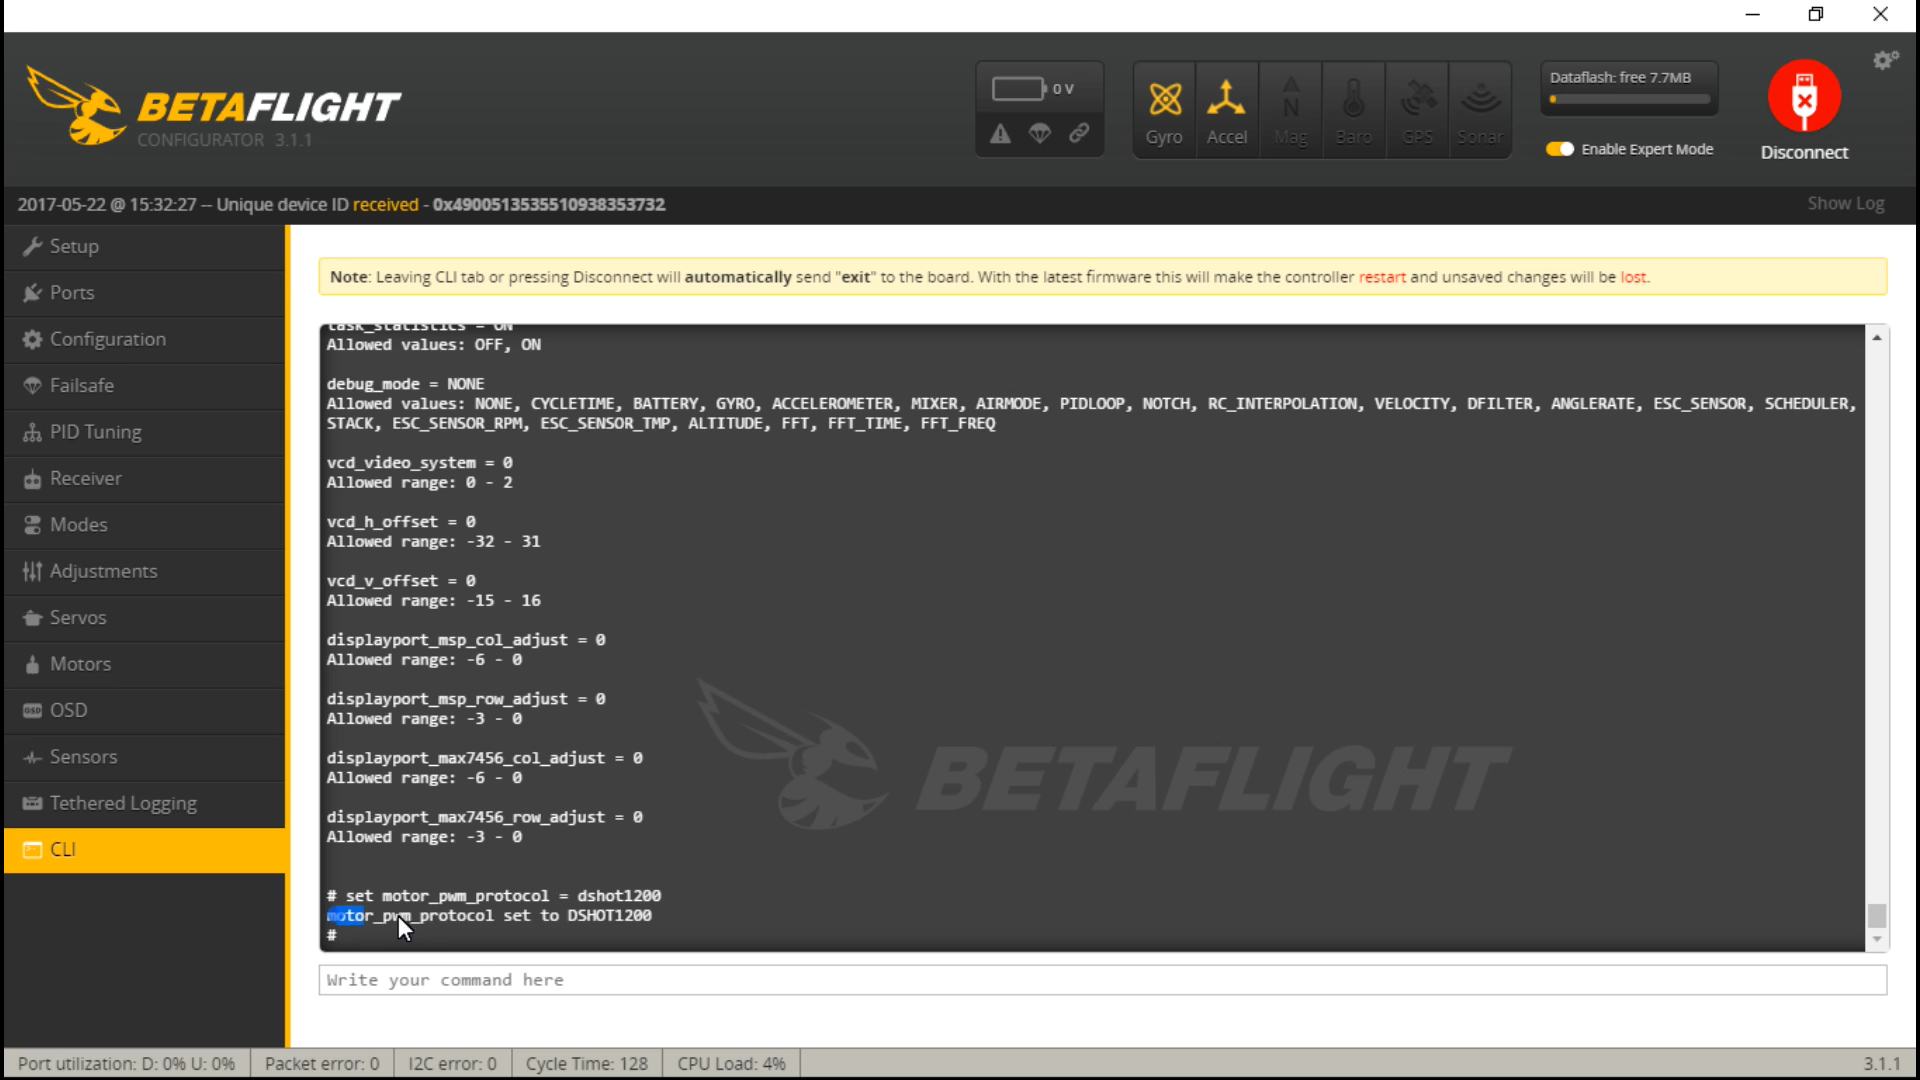 BETAFLIGHT
CONFIGURATOR 3.1.1
0 V
Gyro
Accel
Mag
Baro
GPS
Sonar
Dataflash: free 7.7MB
Enable Expert Mode
Disconnect
2017-05-22 @ 15:32:27 -- Unique device ID received - 0x4900513535510938353732
Show Log
Setup
Ports
Configuration
Failsafe
PID Tuning
Receiver
Modes
Adjustments
Servos
Motors
OSD
OSD
Sensors
Tethered Logging
CLI
Note: Leaving CLI tab or pressing Disconnect will automatically send "exit" to the board. With the latest firmware this will make the controller restart and unsaved changes will be lost.
task_statistics = ON
Allowed values: OFF, ON
debug_mode = NONE
Allowed values: NONE, CYCLETIME, BATTERY, GYRO, ACCELEROMETER, MIXER, AIRMODE, PIDLOOP, NOTCH, RC_INTERPOLATION, VELOCITY, DFILTER, ANGLERATE, ESC_SENSOR, SCHEDULER,
STACK, ESC_SENSOR_RPM, ESC_SENSOR_TMP, ALTITUDE, FFT, FFT_TIME, FFT_FREQ
vcd_video_system = 0
Allowed range: 0 - 2
vcd_h_offset = 0
Allowed range: -32 - 31
vcd_v_offset = 0
Allowed range: -15 - 16
displayport_msp_col_adjust = 0
Allowed range: -6 - 0
displayport_msp_row_adjust = 0
Allowed range: -3 - 0
displayport_max7456_col_adjust = 0
Allowed range: -6 - 0
displayport_max7456_row_adjust = 0
Allowed range: -3 - 0
BETAFLIGHT
# set motor_pwm_protocol = dshot1200
motor_pwm_protocol set to DSHOT1200
#
Write your command here
Port utilization: D: 0% U: 0%
Packet error: 0
I2C error: 0
Cycle Time: 128
CPU Load: 4%
3.1.1